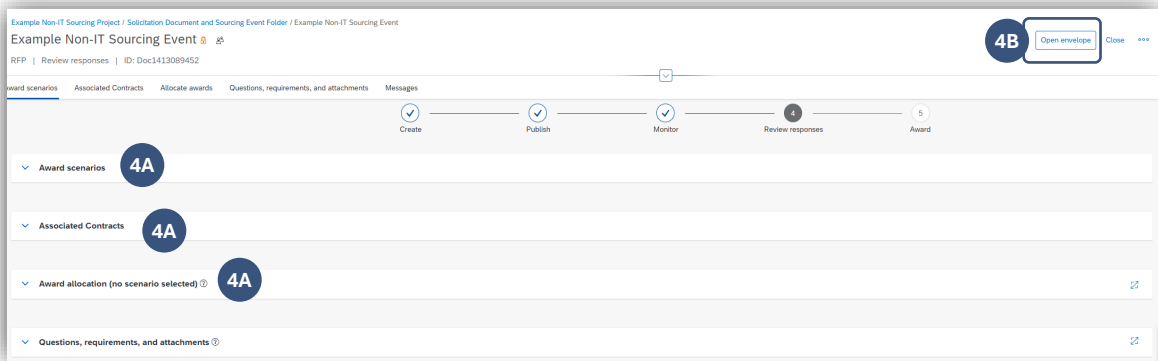 Example Non-IT Sourcing Project / Solicitation Document and Sourcing Event Folder / Example Non-IT Sourcing Event
Example Non-IT Sourcing Event
4B Open envelope Close
RFP | Review responses | ID: Doc1413089452
ward scenarios Associated Contracts Allocate awards Questions, requirements, and attachments Messages
4 5
Create Publish Monitor Review responses Award
Award scenarios 4A
Associated Contracts 4A
Award allocation (no scenario selected) ? 4A
Questions, requirements, and attachments ?